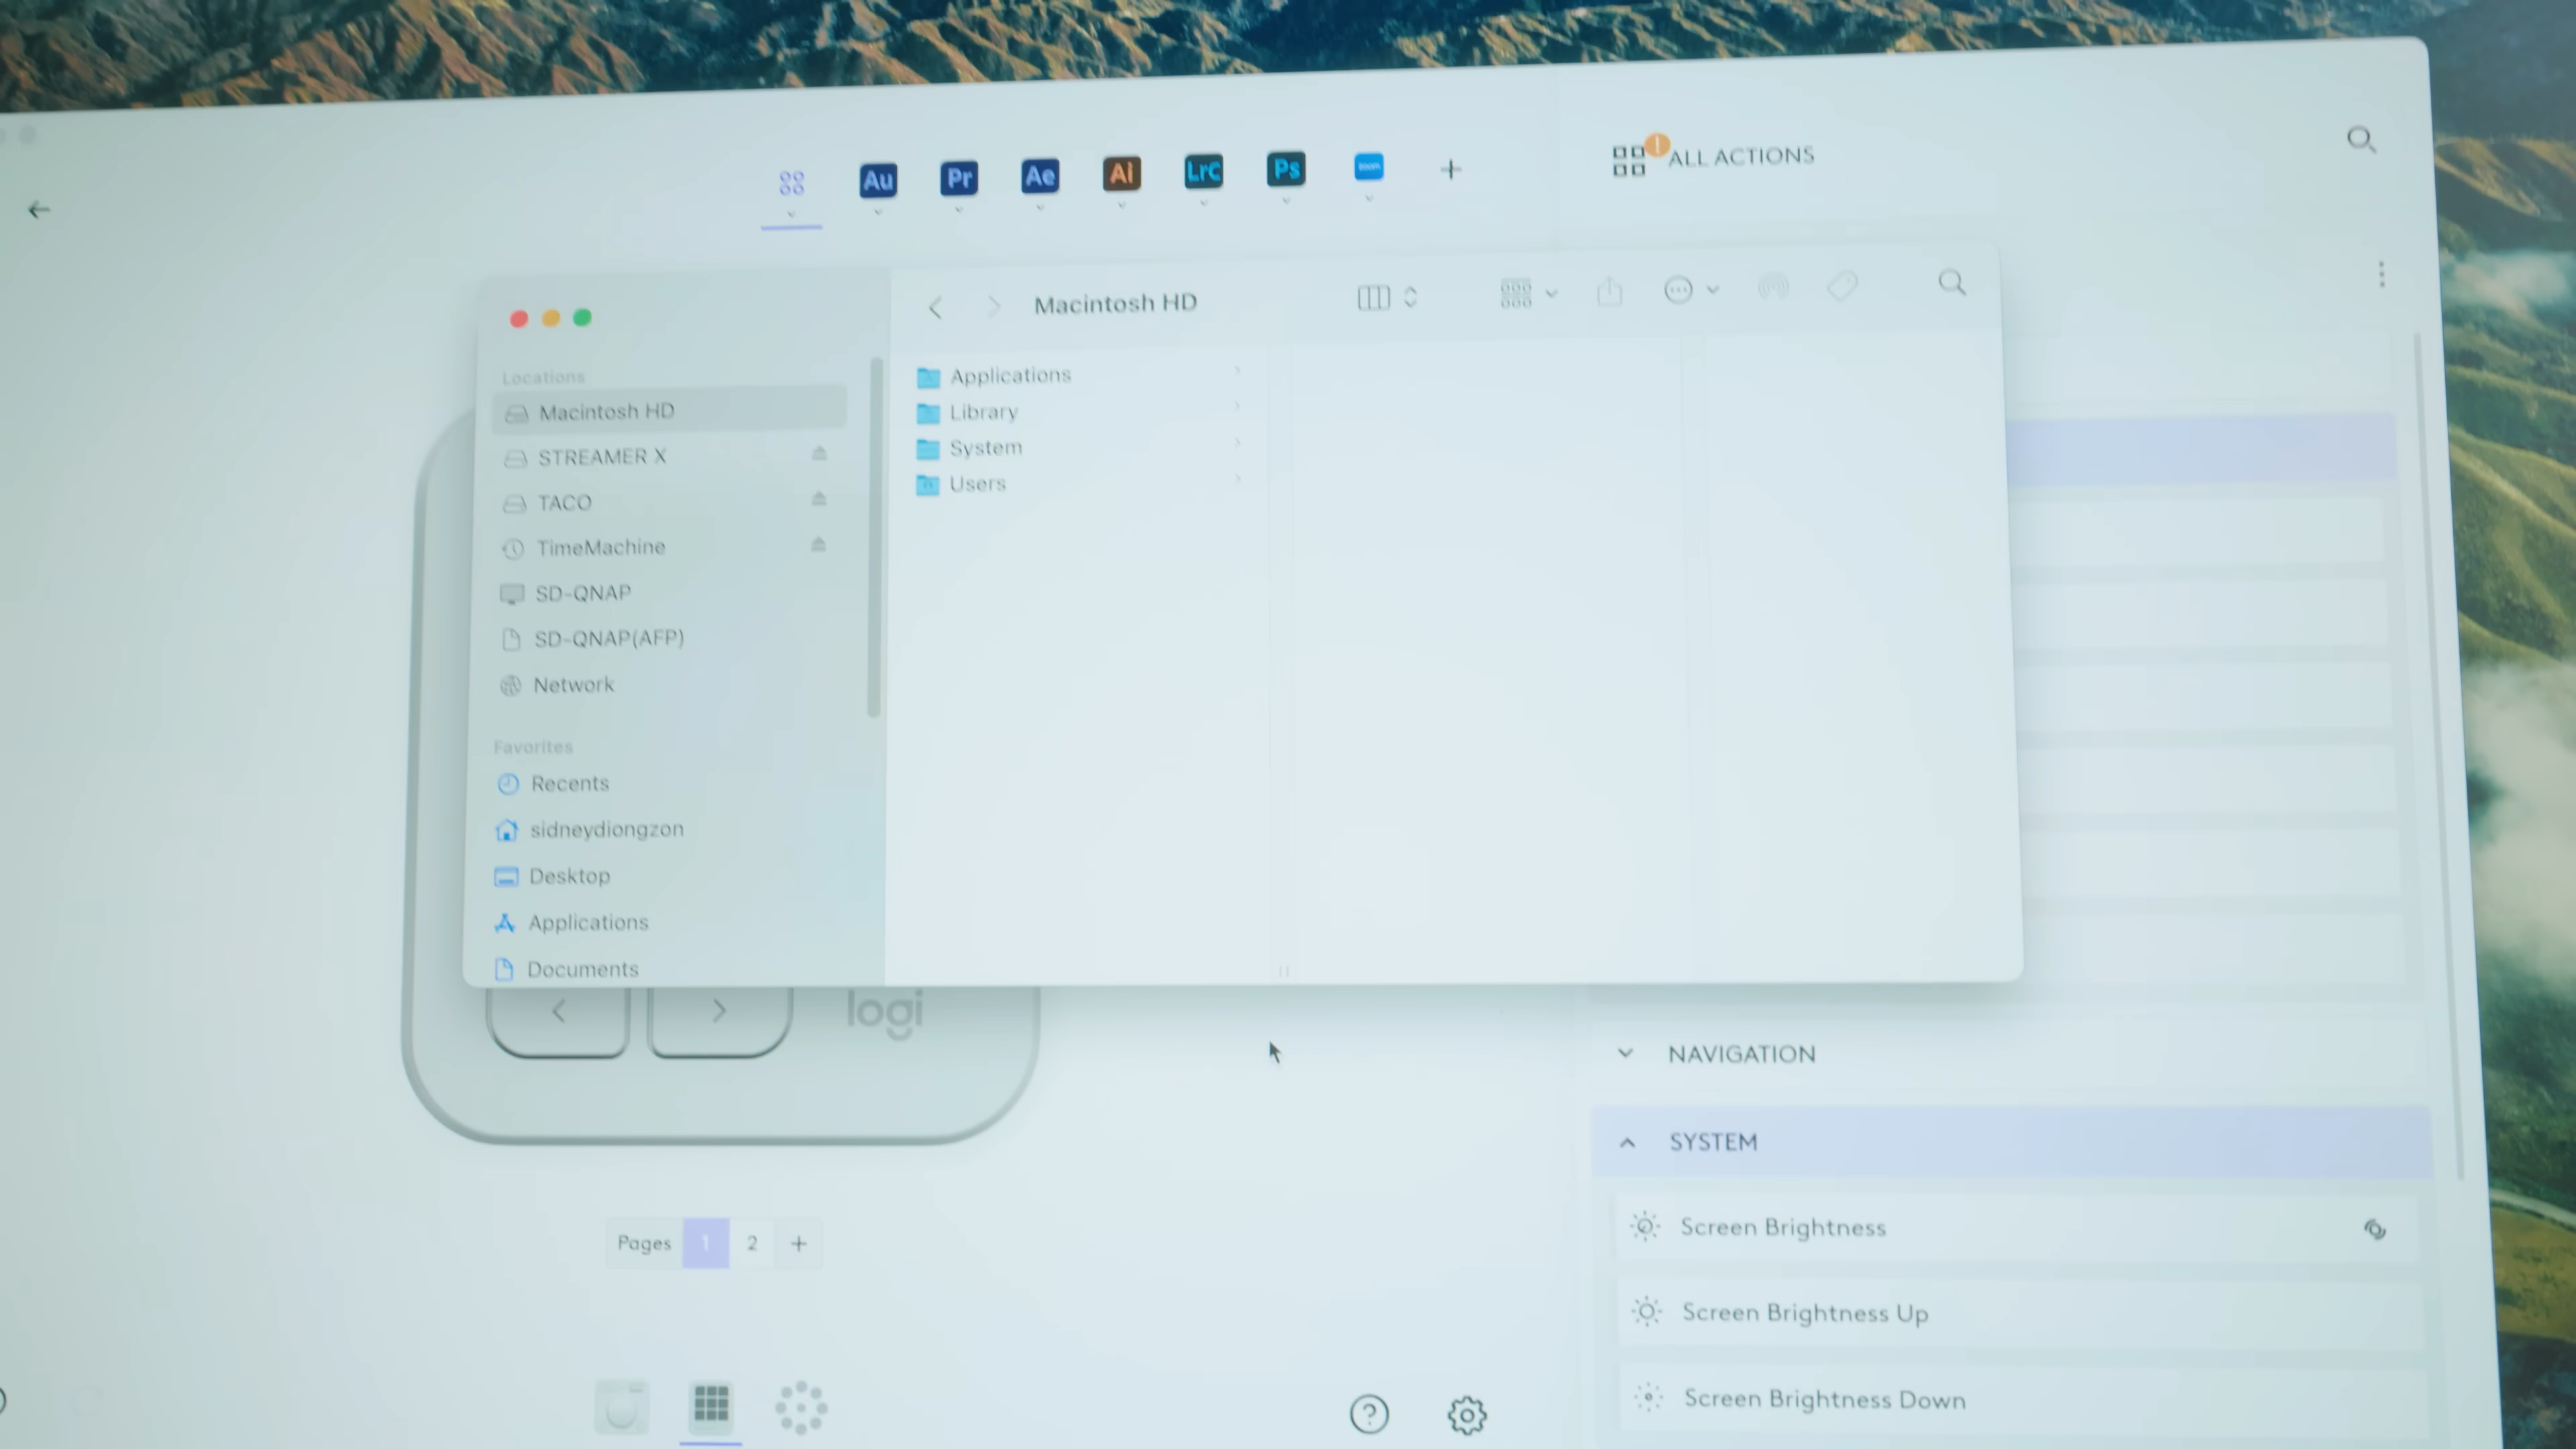 Au Pr Ae Ai LrC Ps zoom
ALL ACTIONS
Macintosh HD
Locations
Macintosh HD
STREAMER X
TACO
TimeMachine
SD-QNAP
SD-QNAP(AFP)
Network
Favorites
Recents
sidneydiongzon
Desktop
Applications
Documents
Applications
Library
System
Users
logi
Pages 1 2 +
NAVIGATION
SYSTEM
Screen Brightness
Screen Brightness Up
Screen Brightness Down